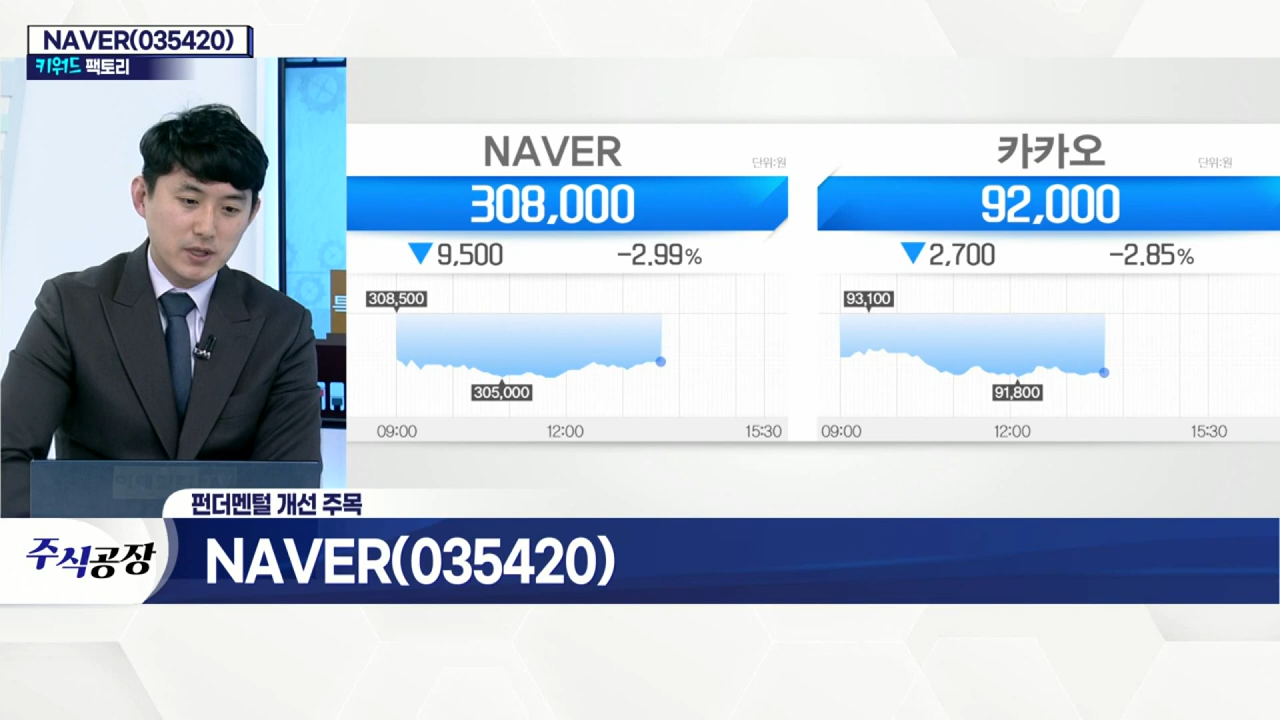 NAVER(035420)
키워드 팩토리
NAVER
단위:원
308,000
▼9,500 -2.99%
308,500
305,000
09:00 12:00 15:30
카카오
단위:원
92,000
▼2,700 -2.85%
93,100
91,800
09:00 12:00 15:30
특
펀더멘털 개선 주목
주식공장
NAVER(035420)